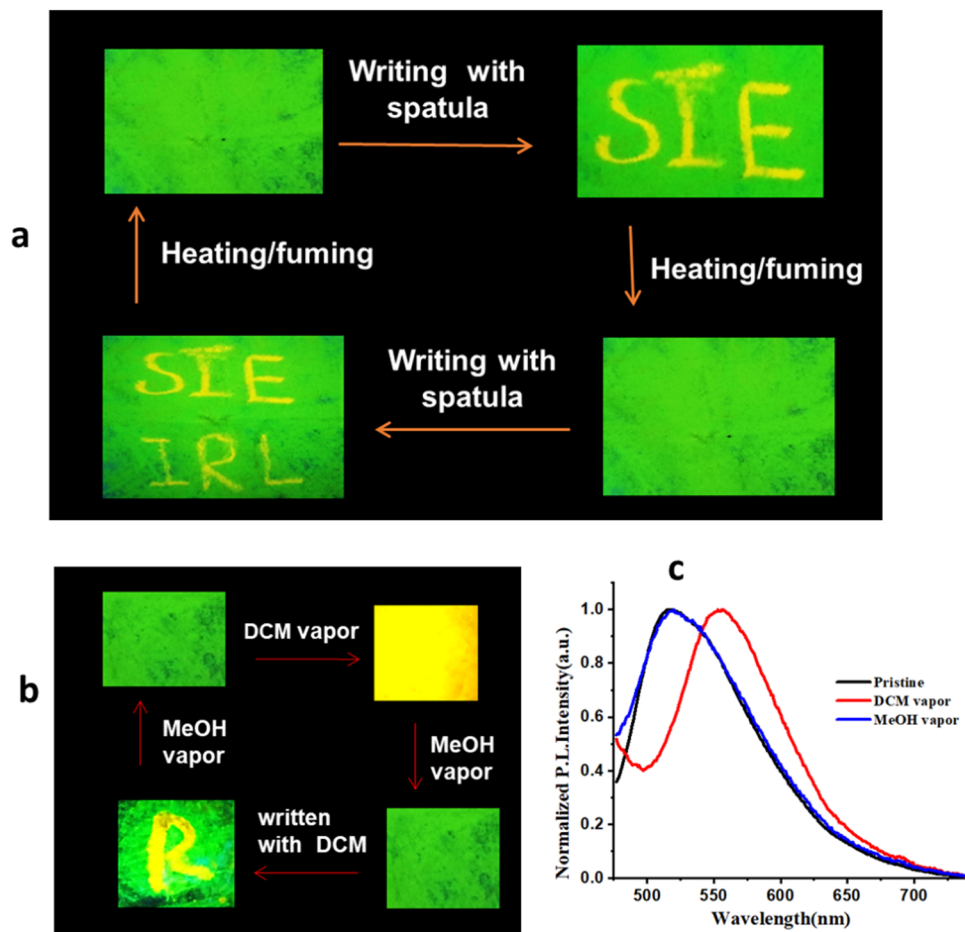 Writing with
spatula
SIE
a
Heating/fuming
Heating/fuming
SIE
IRL
Writing with
spatula
b
DCM vapor
MeOH
vapor
MeOH
vapor
R
written
with DCM
c
Normalized P.L.Intensity(a.u.)
1.0
0.8
0.6
0.4
0.2
0.0
Pristine
DCM vapor
MeOH vapor
500 550 600 650 700
Wavelength(nm)